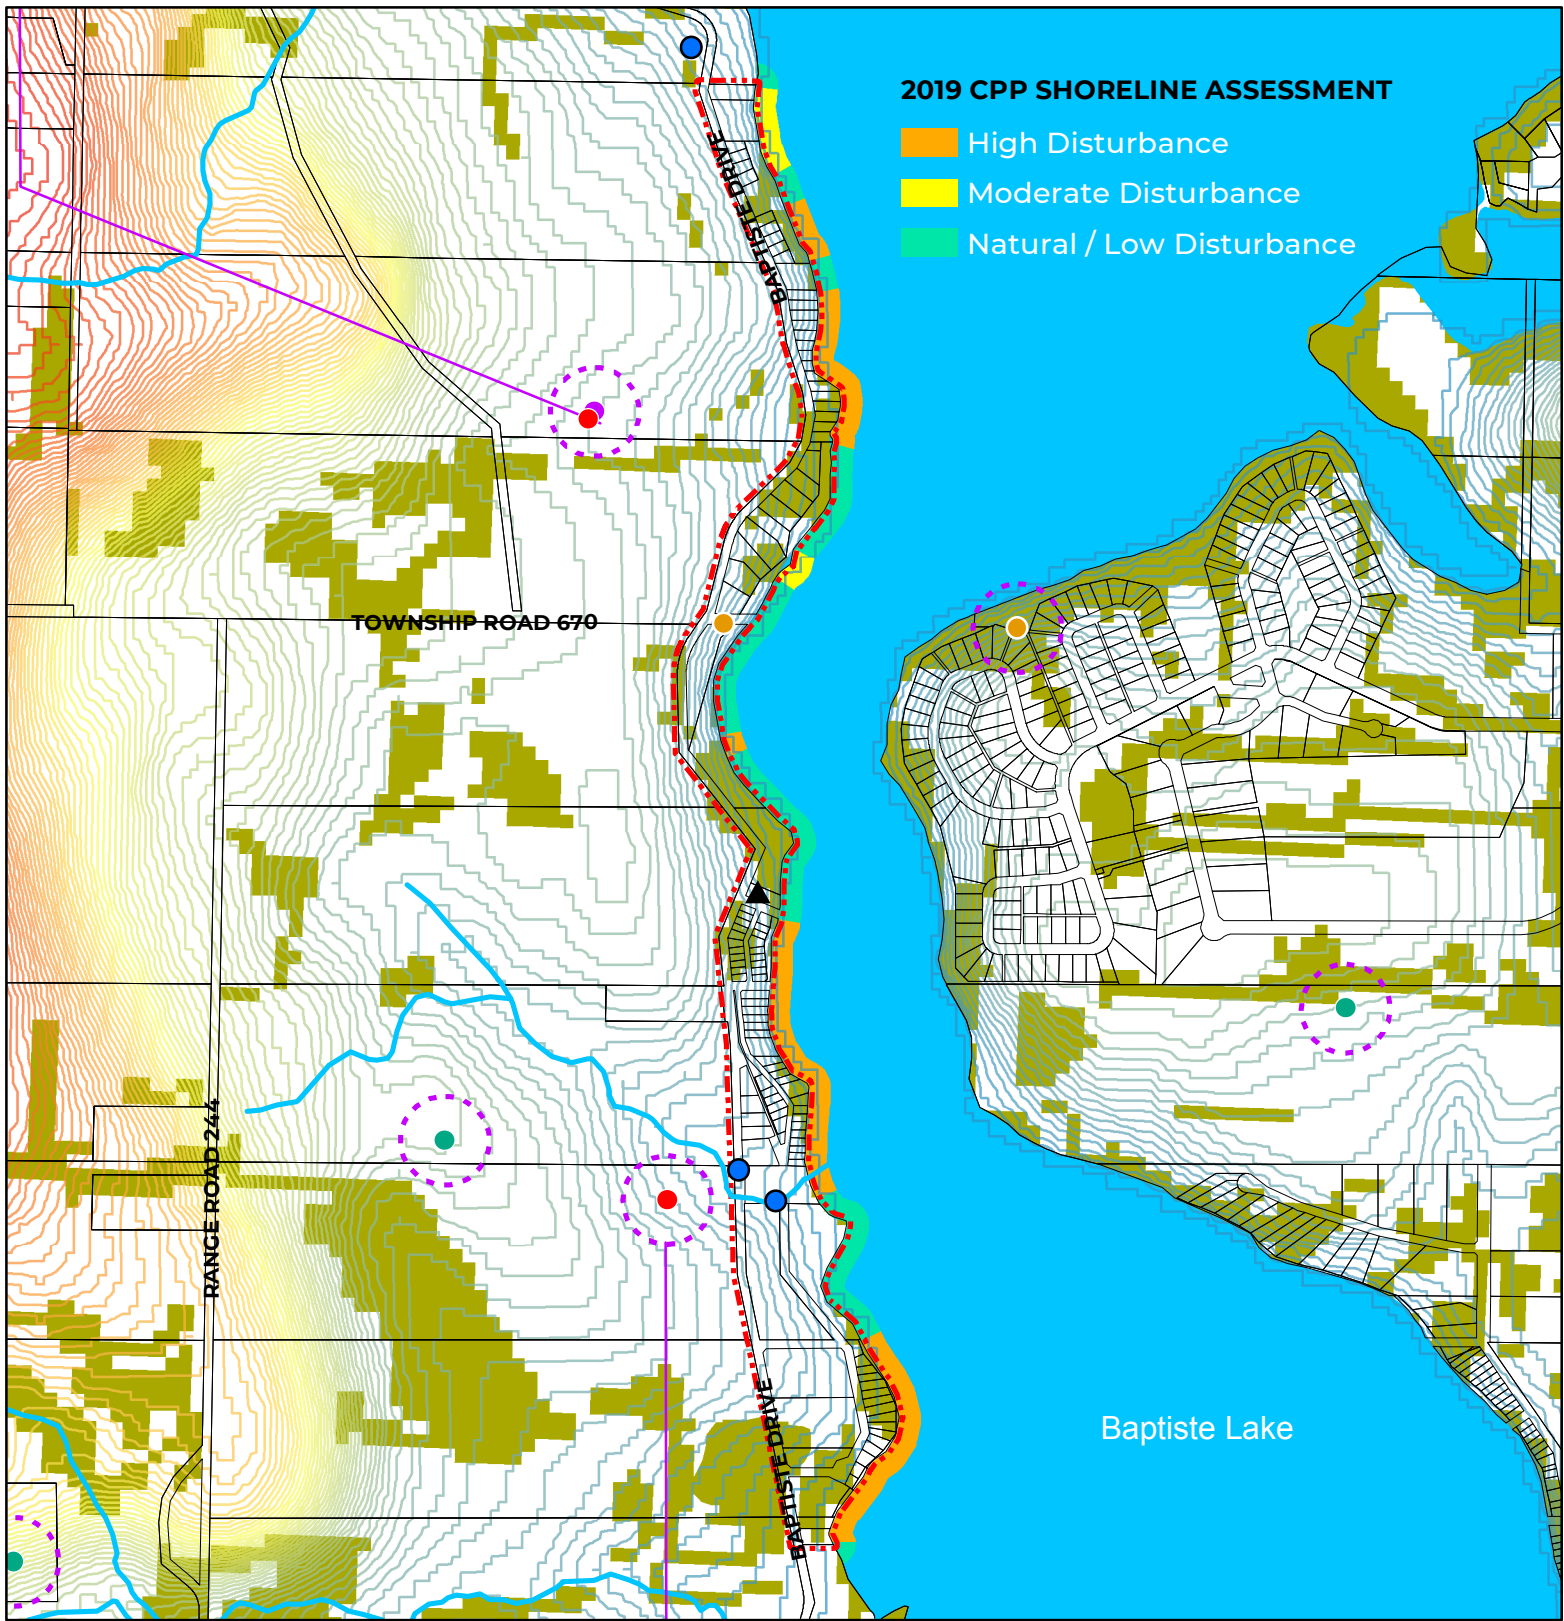 2019 CPP SHORELINE ASSESSMENT
High Disturbance
Moderate Disturbance
Natural / Low Disturbance
BAPTISTE DRIVE
TOWNSHIP ROAD 670
RANGE ROAD 244
BAPTISTE DRIVE
Baptiste Lake